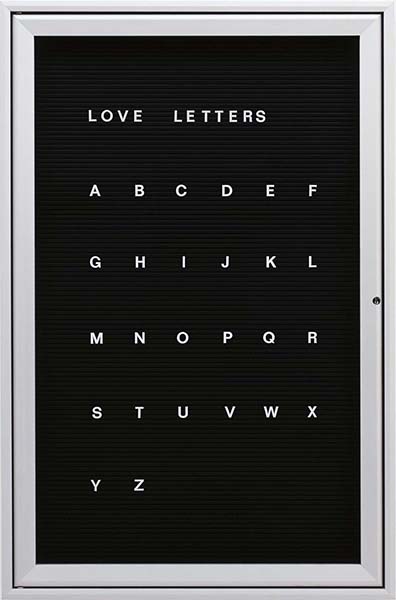 LOVE LETTERS
A B C D E F
G H I J K L
M N O P Q R
S T U V W X
Y Z